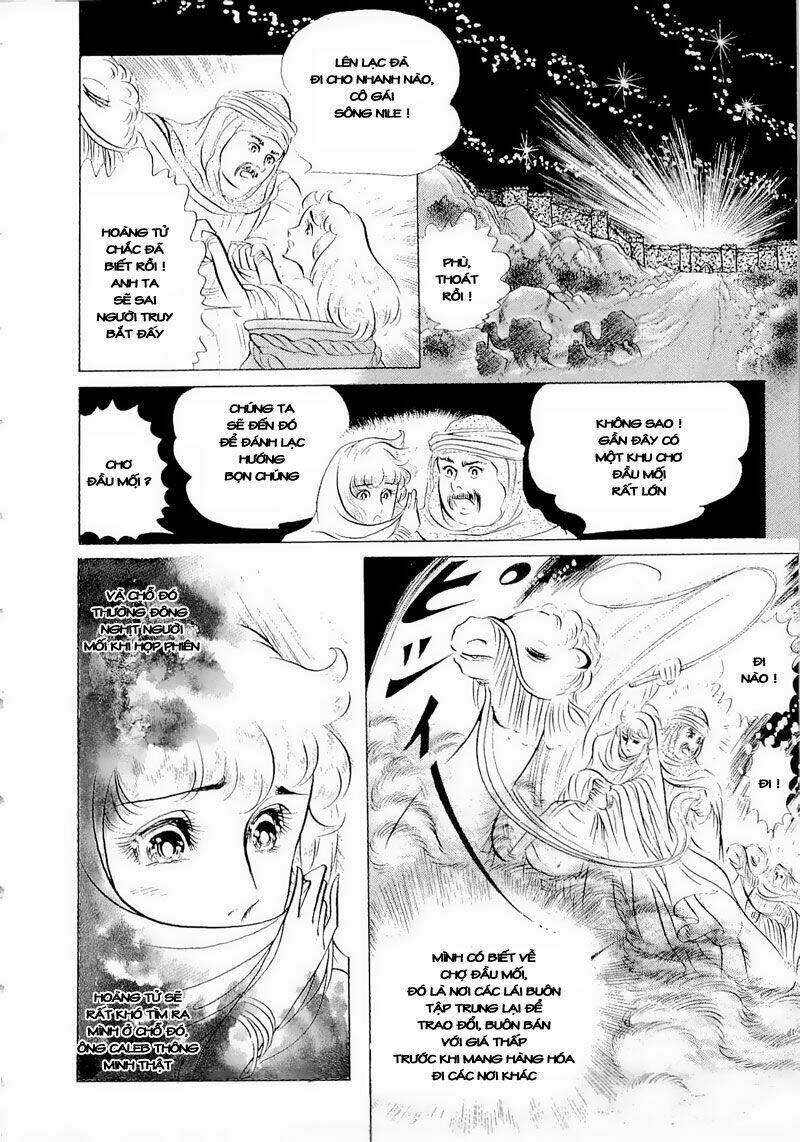 PHÙ,
THOÁT
RỒI !
LÊN LẠC ĐÀ
ĐI CHO NHANH NÀO,
CÔ GÁI
SÔNG NILE !
HOÀNG TỬ
CHẮC ĐÃ
BIẾT RỒI !
ANH TA
SẼ SAI
NGƯỜI TRUY
BẮT ĐẤY
KHÔNG SAO !
GẦN ĐÂY CÓ
MỘT KHU CHỢ
ĐẦU MỐI
RẤT LỚN
CHÚNG TA
SẼ ĐẾN ĐÓ
ĐỂ ĐÁNH LẠC
HƯỚNG
BỌN CHÚNG
CHỢ
ĐẦU MỐI ?
ĐI
NÀO !
ĐI !
ピシィ
MÌNH CÓ BIẾT VỀ
CHỢ ĐẦU MỐI,
ĐÓ LÀ NƠI CÁC LÁI BUÔN
TẬP TRUNG LẠI ĐỂ
TRAO ĐỔI, BUÔN BÁN
VỚI GIÁ THẤP
TRƯỚC KHI MANG HÀNG HÓA
ĐI CÁC NƠI KHÁC
VÀ CHỖ ĐÓ
THƯỜNG ĐÔNG
NGHỊT NGƯỜI
MỖI KHI HỌP PHIÊN
HOÀNG TỬ SẼ
RẤT KHÓ TÌM RA
MÌNH Ở CHỖ ĐÓ,
ÔNG CALEB THÔNG
MINH THẬT